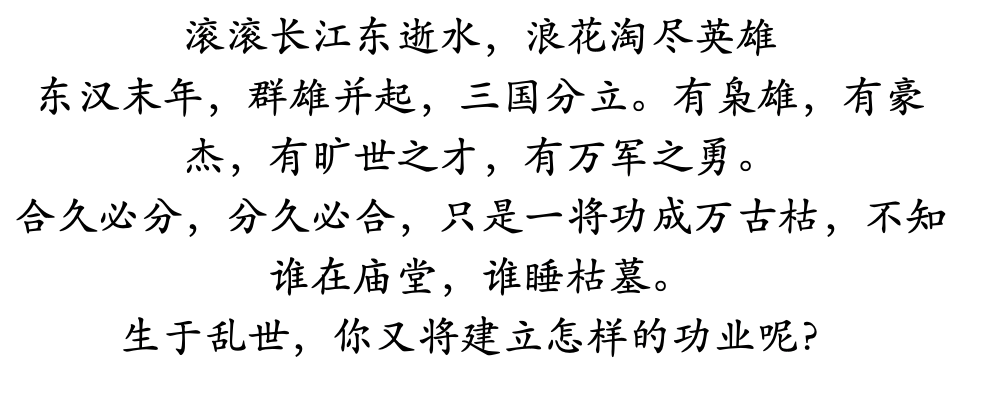 滚滚长江东逝水，浪花淘尽英雄
东汉末年，群雄并起，三国分立。有枭雄，有豪
杰，有旷世之才，有万军之勇。
合久必分，分久必合，只是一将功成万古枯，不知
谁在庙堂，谁睡枯墓。
生于乱世，你又将建立怎样的功业呢?